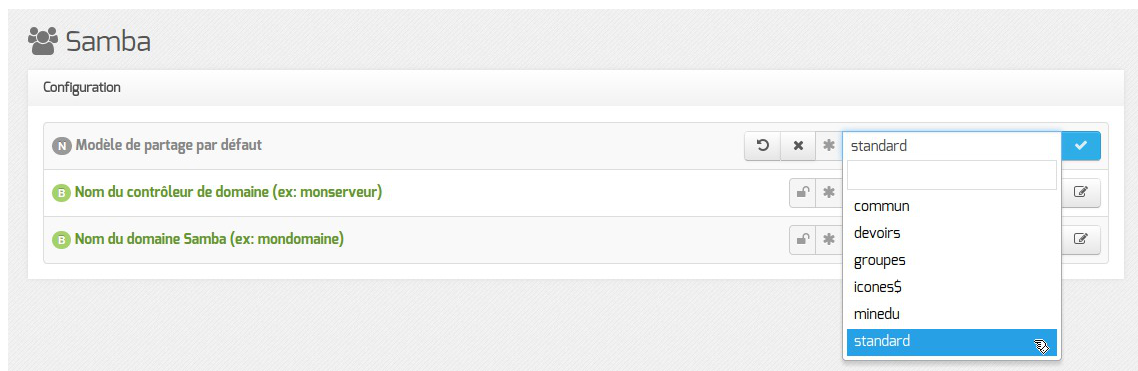 Samba
Configuration
N Modèle de partage par défaut
standard
B Nom du contrôleur de domaine (ex: monserveur)
B Nom du domaine Samba (ex: mondomaine)
commun
devoirs
groupes
icones$
minedu
standard